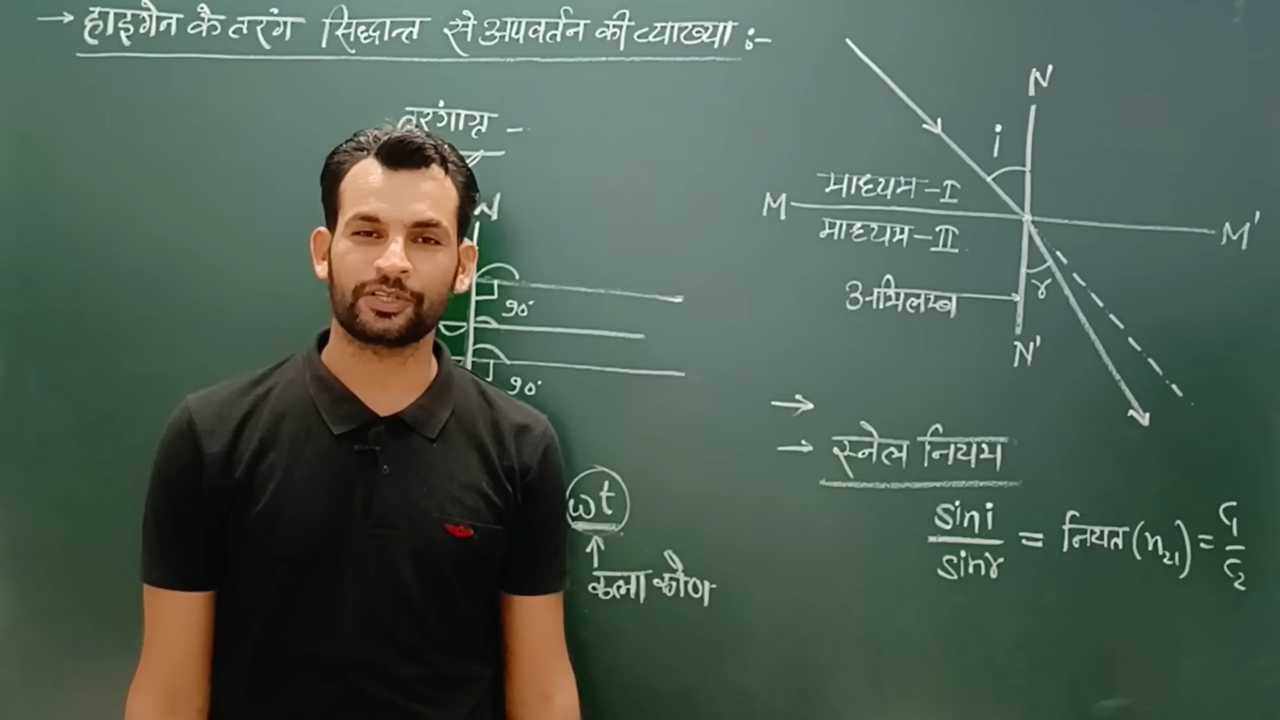 → हाइगेन के तरंग सिद्धान्त से अपवर्तन की व्याख्या :-
तरंगाग्र -
N
90°
90°
ωt
कला कोण
N
i
माध्यम-I
M
M'
माध्यम-II
r
अभिलम्ब
N'
→
→ स्नेल नियम
sin i / sin r = नियत (n₂₁) = c₁ / c₂